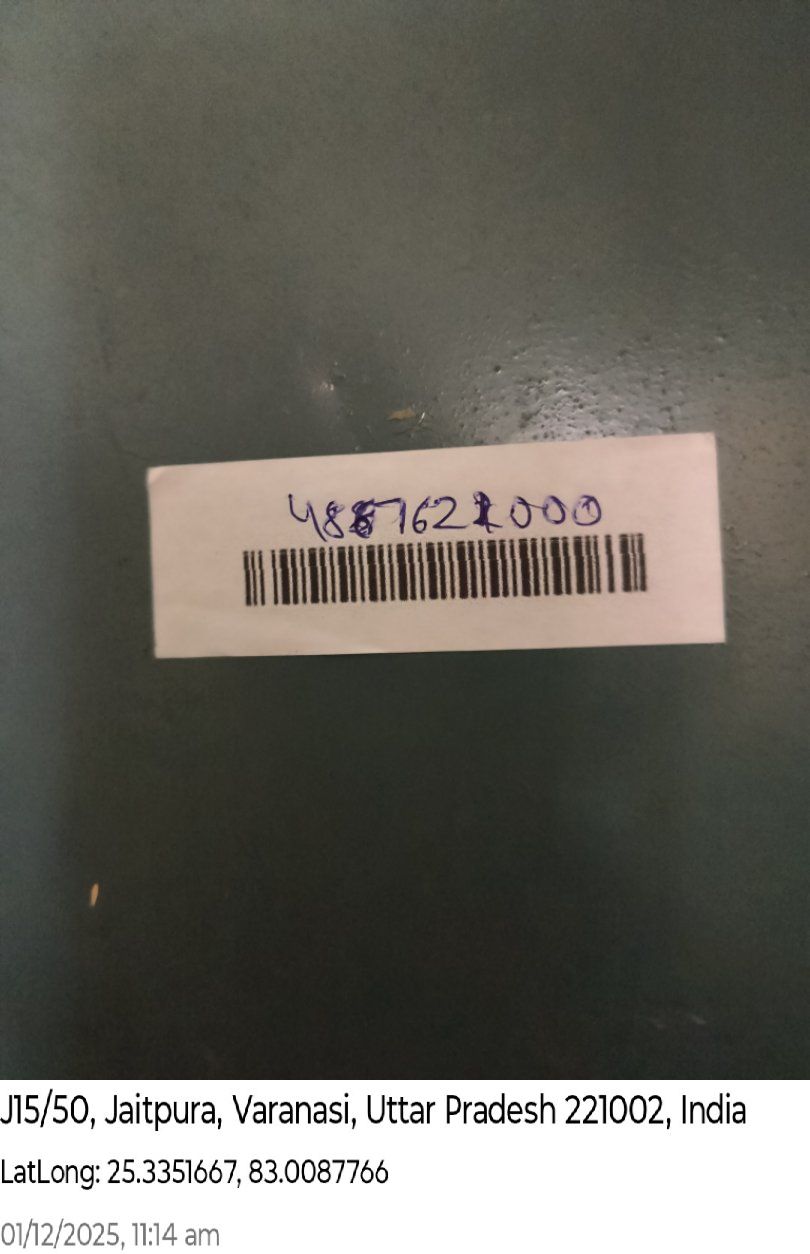 J15/50, Jaitpura, Varanasi, Uttar Pradesh 221002, India
LatLong: 25.3351667, 83.0087766
01/12/2025, 11:14 am